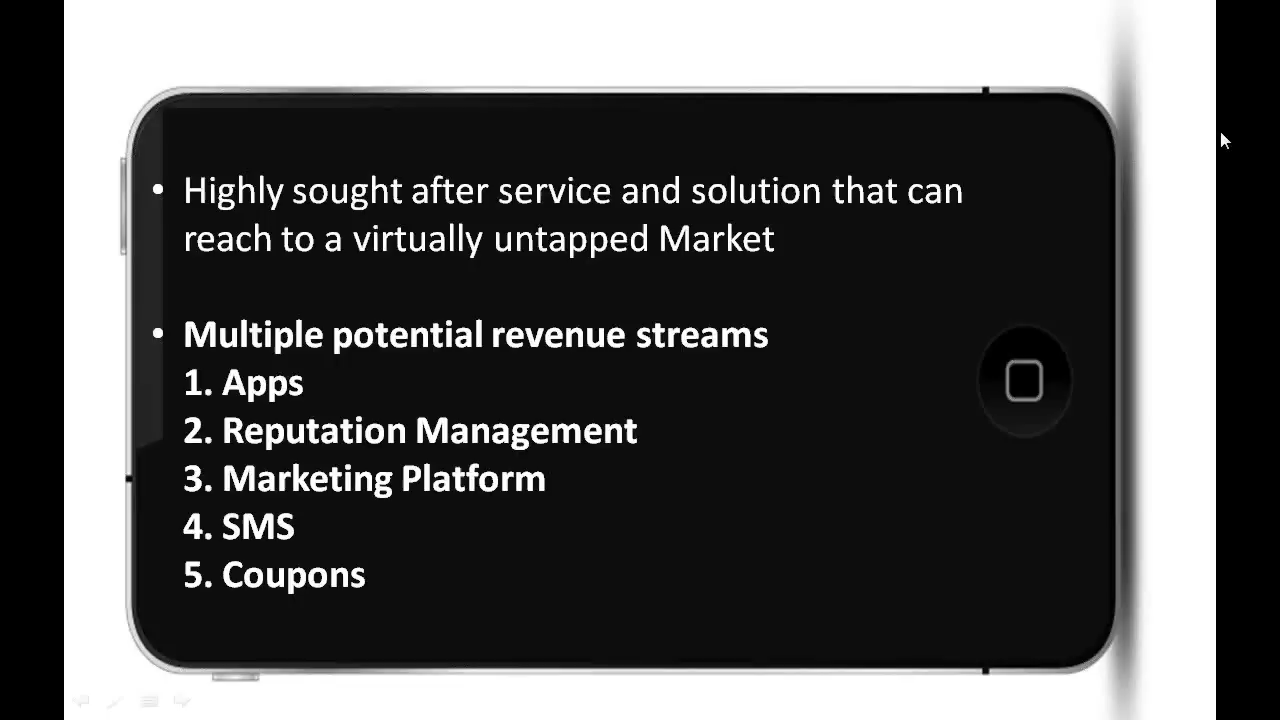 • Highly sought after service and solution that can
reach to a virtually untapped Market
• Multiple potential revenue streams
1. Apps
2. Reputation Management
3. Marketing Platform
4. SMS
5. Coupons